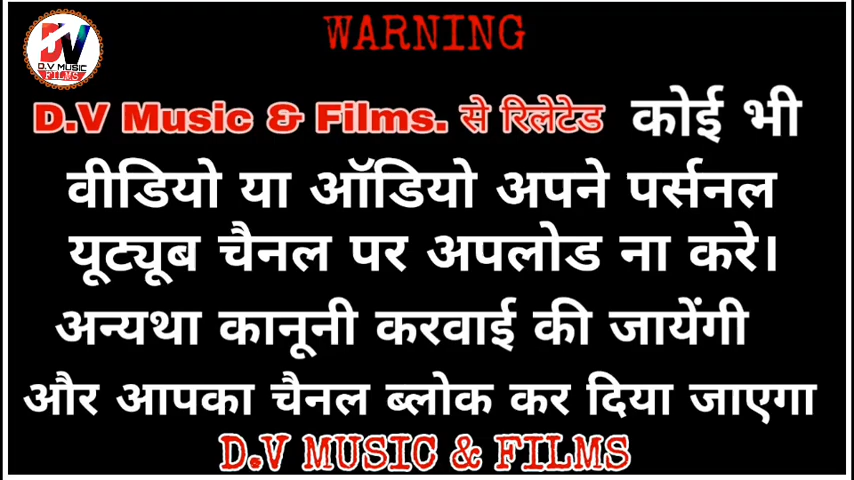 DV
D.V MUSIC
FILMS
WARNING
D.V Music & Films. से रिलेटेड कोई भी
वीडियो या ऑडियो अपने पर्सनल
यूट्यूब चैनल पर अपलोड ना करे।
अन्यथा कानूनी करवाई की जायेंगी
और आपका चैनल ब्लोक कर दिया जाएगा
D.V MUSIC & FILMS